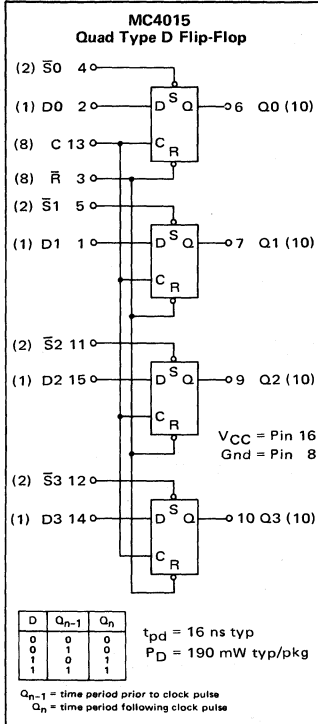 MC4015
Quad Type D Flip-Flop
(2) S̅0 4
(1) D0 2 D S Q 6 Q0 (10)
(8) C 13 C
(8) R̅ 3 R
(2) S̅1 5
(1) D1 1 D S Q 7 Q1 (10)
C R
(2) S̅2 11
(1) D2 15 D S Q 9 Q2 (10)
C R
VCC = Pin 16
Gnd = Pin 8
(2) S̅3 12
(1) D3 14 D S Q 10 Q3 (10)
C R
D Qn-1 Qn
0 0 0
0 1 0
1 0 1
1 1 1
tpd = 16 ns typ
PD = 190 mW typ/pkg
Qn-1 = time period prior to clock pulse
Qn = time period following clock pulse